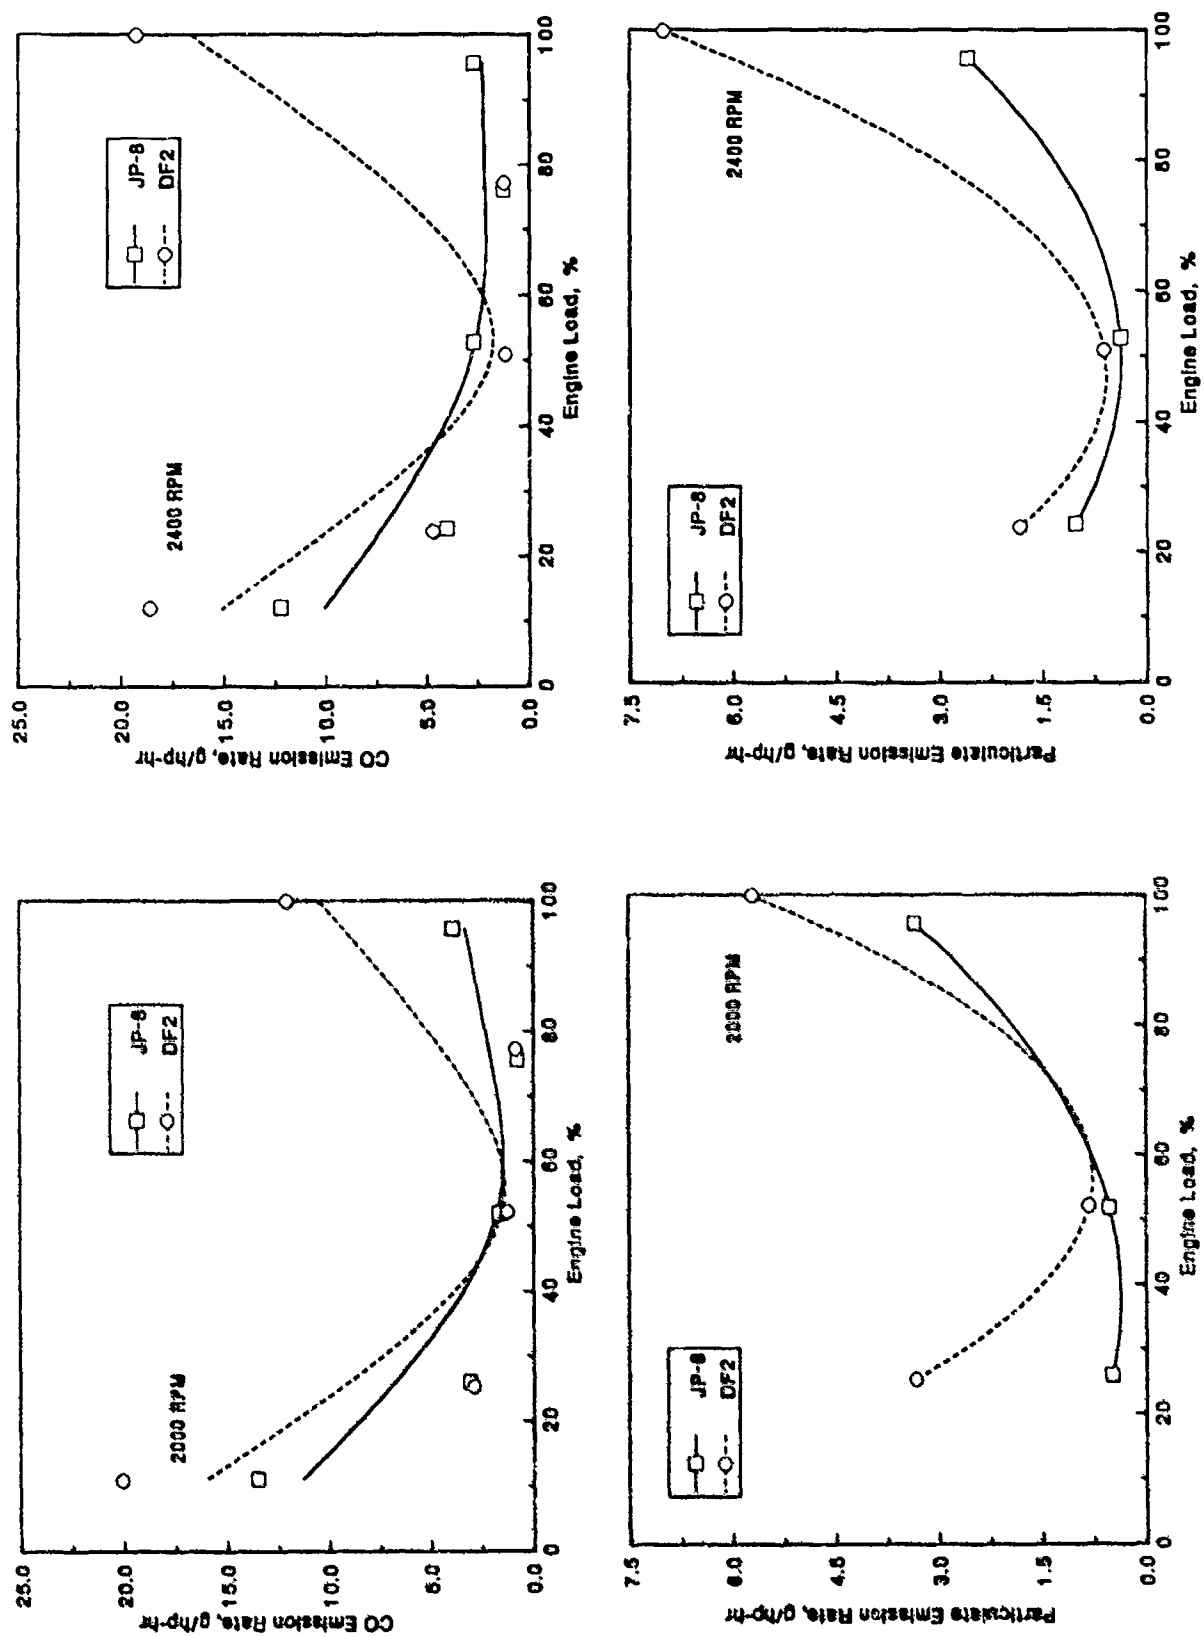 CO Emission Rate, g/hp-hr
25.0
20.0
15.0
10.0
5.0
0.0
2000 RPM
JP-8
DF2
0
20
40
60
80
100
Engine Load, %
CO Emission Rate, g/hp-hr
25.0
20.0
15.0
10.0
5.0
0.0
2400 RPM
JP-8
DF2
0
20
40
60
80
100
Engine Load, %
Particulate Emission Rate, g/hp-hr
7.5
6.0
4.5
3.0
1.5
0.0
JP-8
DF2
2000 RPM
0
20
40
60
80
100
Engine Load, %
Particulate Emission Rate, g/hp-hr
7.5
6.0
4.5
3.0
1.5
0.0
JP-8
DF2
2400 RPM
0
20
40
60
80
100
Engine Load, %